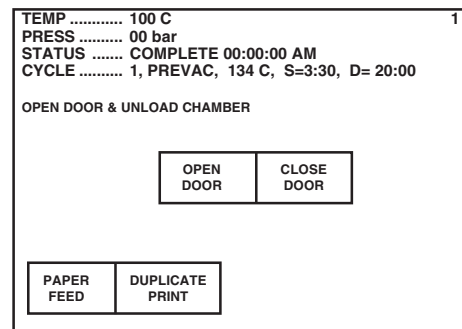 TEMP ............ 100 C 1
PRESS .......... 00 bar
STATUS ....... COMPLETE 00:00:00 AM
CYCLE .......... 1, PREVAC, 134 C, S=3:30, D= 20:00
OPEN DOOR & UNLOAD CHAMBER
OPEN DOOR
CLOSE DOOR
PAPER FEED
DUPLICATE PRINT